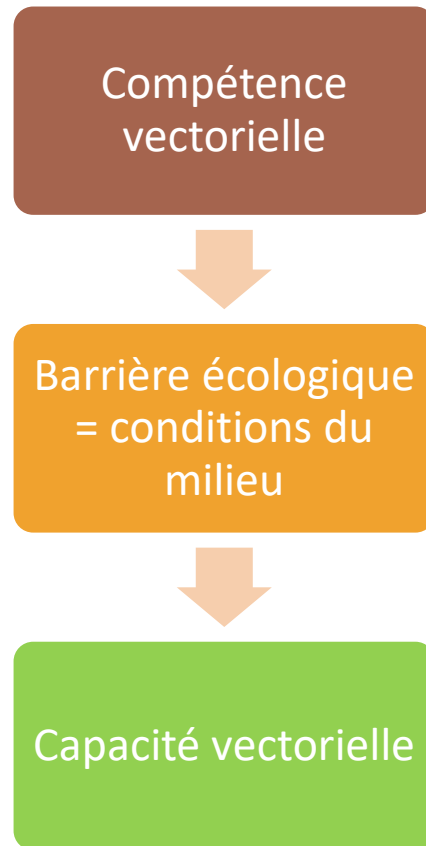 Compétence
vectorielle
Barrière écologique
= conditions du
milieu
Capacité vectorielle